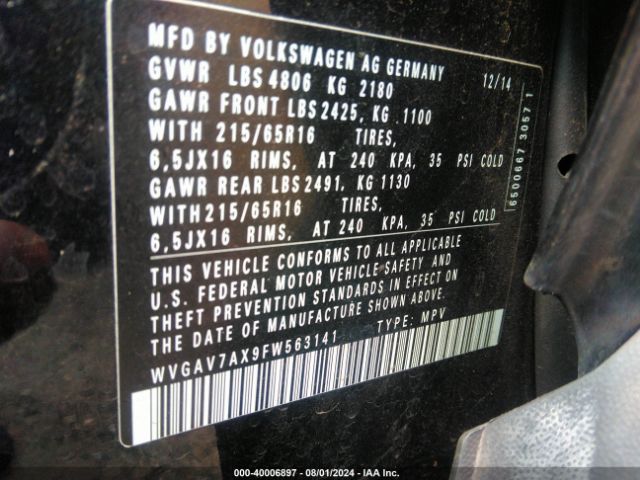 MFD BY VOLKSWAGEN AG GERMANY
12/14
GVWR LBS 4806 KG 2180
GAWR FRONT LBS 2425, KG 1100
WITH 215/65R16 TIRES,
6,5JX16 RIMS, AT 240 KPA, 35 PSI COLD
GAWR REAR LBS 2491, KG 1130
WITH 215/65R16 TIRES,
6,5JX16 RIMS, AT 240 KPA, 35 PSI COLD
THIS VEHICLE CONFORMS TO ALL APPLICABLE
U.S. FEDERAL MOTOR VEHICLE SAFETY AND
THEFT PREVENTION STANDARDS IN EFFECT ON
THE DATE OF MANUFACTURE SHOWN ABOVE.
WVGAV7AX9FW563141 TYPE: MPV
6500667 3057 1
000-40006897 - 08/01/2024 - IAA Inc.